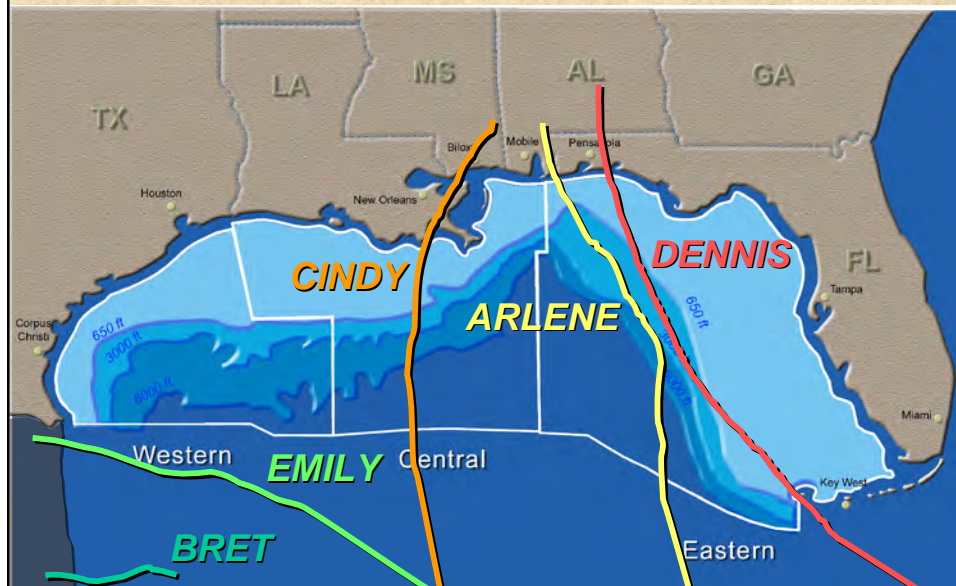 MS
AL
GA
LA
TX
Biloxi
Mobile
Pensacola
Houston
New Orleans
DENNIS
FL
CINDY
Tampa
ARLENE
650 ft
650 ft
Corpus
Christi
3000 ft
6000 ft
Miami
Western
EMILY
Central
Key West
BRET
Eastern